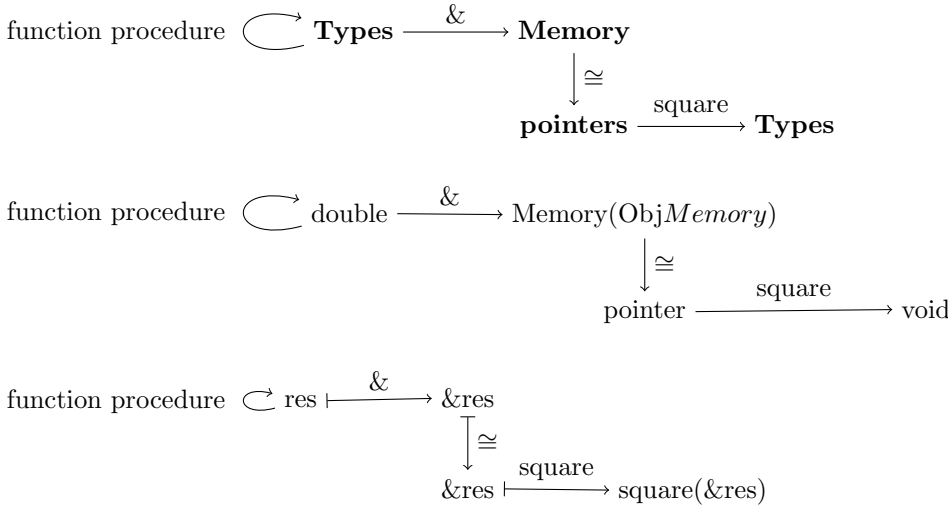 &
function procedure Types Memory
≅
square
pointers Types
&
function procedure double Memory(ObjMemory)
≅
square
pointer void
&
function procedure res &res
≅
square
&res square(&res)